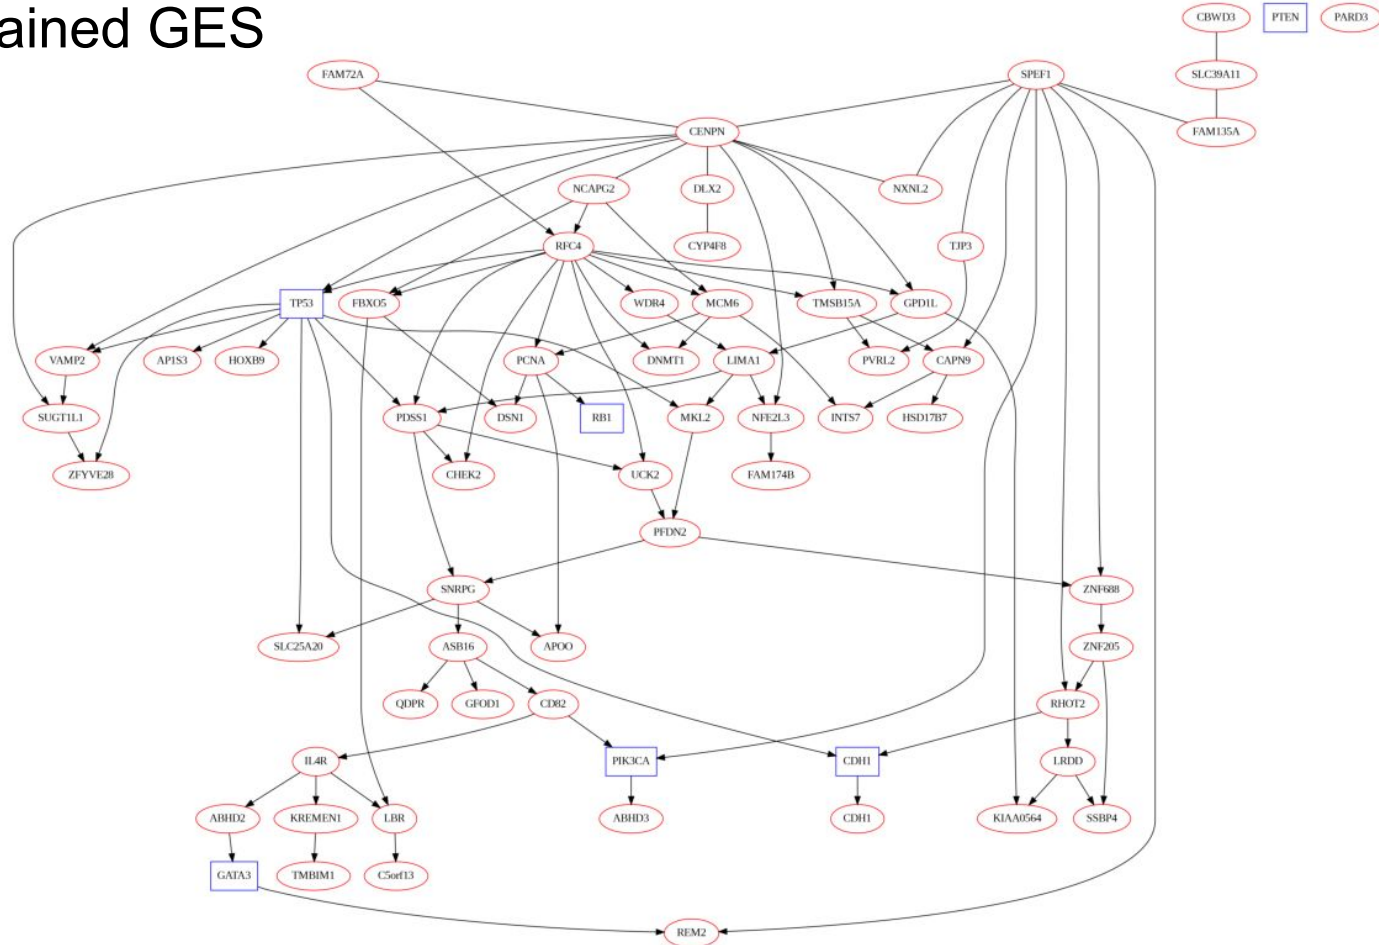 ained GES
CBWD3 PTEN PARD3
FAM72A SPEF1 SLC39A11
CENPN FAM135A
NCAPG2 DLX2 NXNL2
RFC4 CYP4F8 TJP3
TP53 FBXO5 WDR4 MCM6 TMSB15A GPD1L
VAMP2 AP1S3 HOXB9 PCNA DNMT1 LIMA1 PVRL2 CAPN9
SUGT1L1 PDSS1 DSN1 RB1 MKL2 NFE2L3 INTS7 HSD17B7
ZFYVE28 CHEK2 UCK2 FAM174B
PFDN2
SNRPG ZNF688
SLC25A20 ASB16 APOO ZNF205
QDPR GFOD1 CD82 RHOT2
IL4R PIK3CA CDH1 LRDD
ABHD2 KREMEN1 LBR ABHD3 CDH1 KIAA0564 SSBP4
GATA3 TMBIM1 C5orf13
REM2